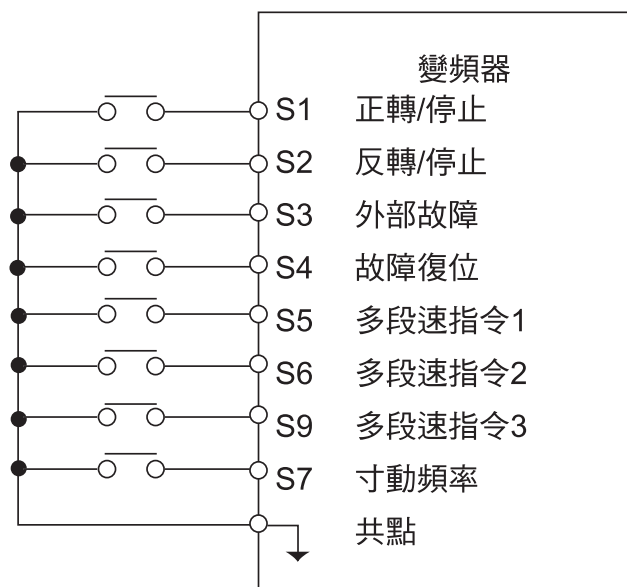 變頻器
S1 正轉/停止
S2 反轉/停止
S3 外部故障
S4 故障復位
S5 多段速指令1
S6 多段速指令2
S9 多段速指令3
S7 寸動頻率
共點